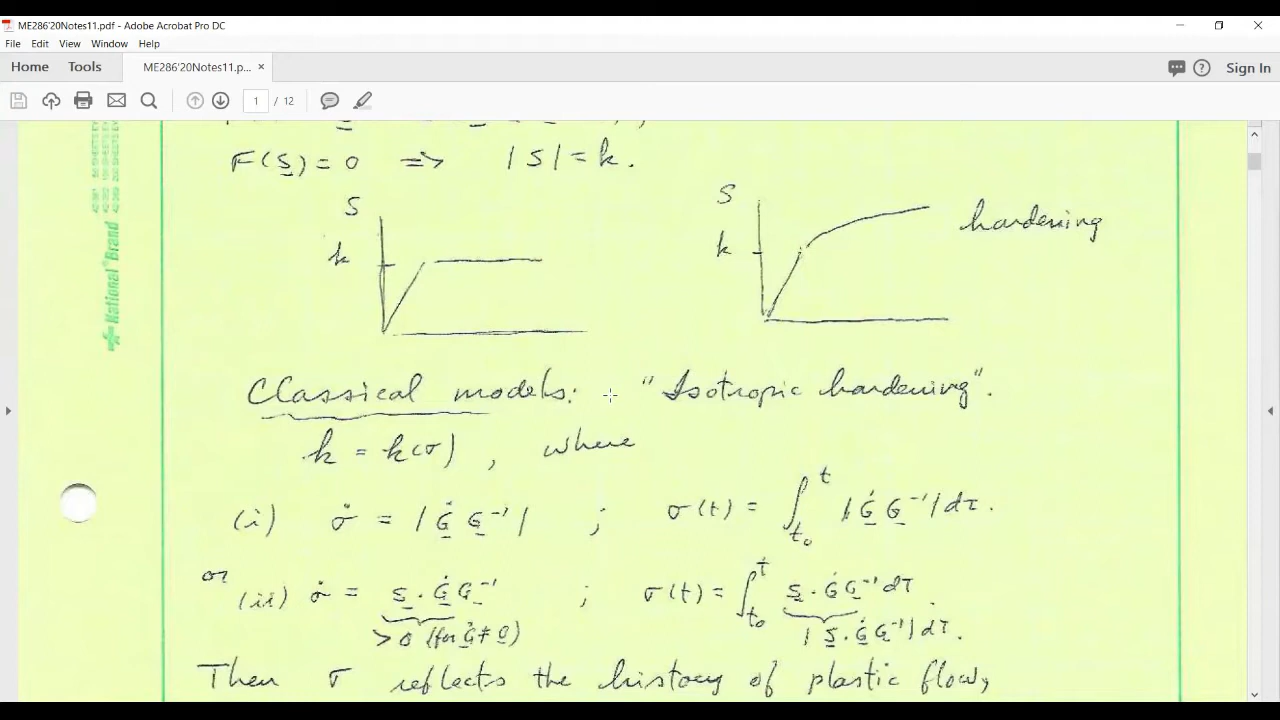 ME286'20Notes11.pdf - Adobe Acrobat Pro DC
File Edit View Window Help
Home Tools ME286'20Notes11.p... × Sign In
1 / 12
F(S) = 0 => |S| = k.
S
k
S
k
hardening
National Brand
Classical models: "Isotropic hardening".
k = k(σ), where
(i) σ̇ = |Ġ G⁻¹| ; σ(t) = ∫_{t₀}^{t} |Ġ G⁻¹| dτ.
or
(ii) σ̇ = S · Ġ G⁻¹ ; σ(t) = ∫_{t₀}^{t} S · Ġ G⁻¹ dτ.
> 0 (for Ġ ≠ 0) |S · Ġ G⁻¹| dτ.
Then σ reflects the history of plastic flow,